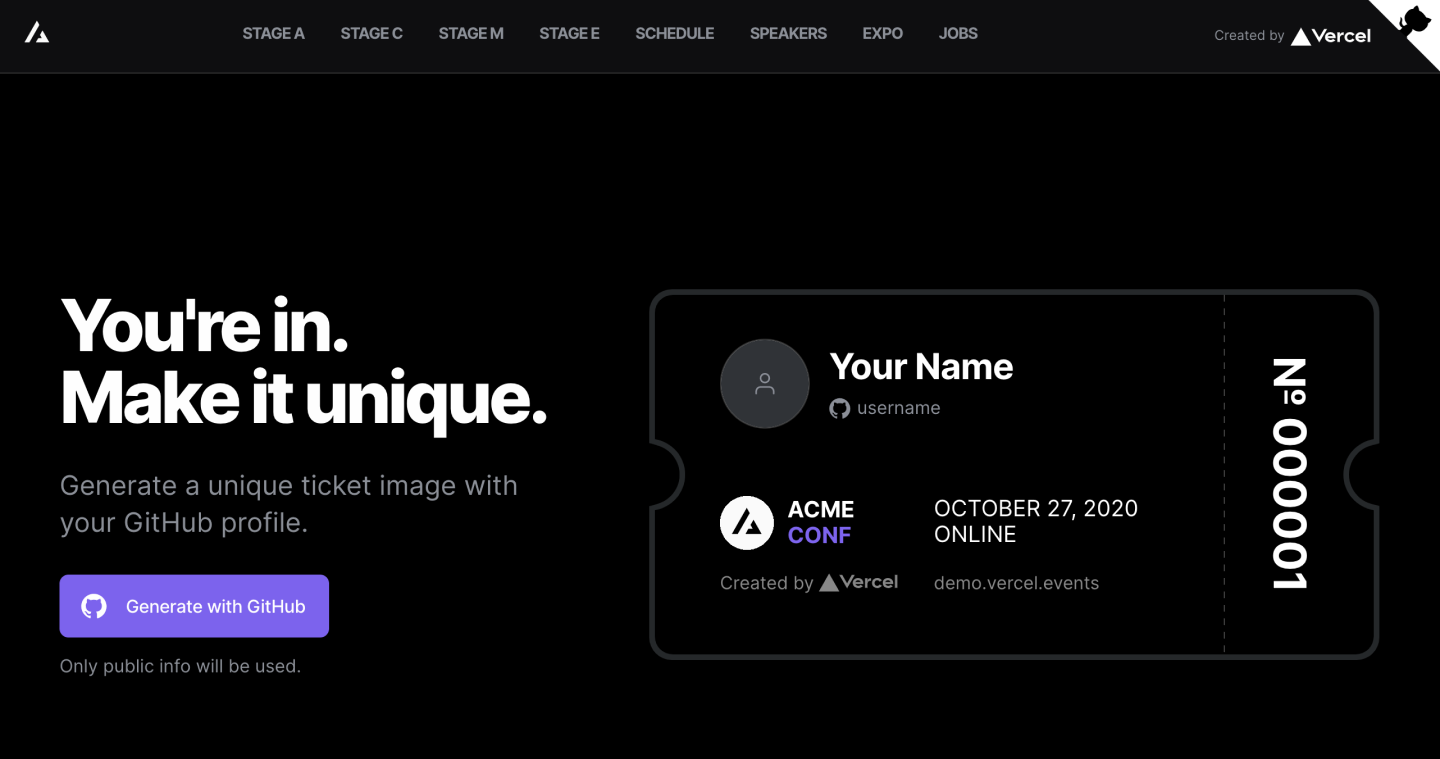 STAGE A
STAGE C
STAGE M
STAGE E
SCHEDULE
SPEAKERS
EXPO
JOBS
Created by Vercel
You're in.
Make it unique.
Generate a unique ticket image with
your GitHub profile.
Generate with GitHub
Only public info will be used.
Your Name
username
ACME
CONF
OCTOBER 27, 2020
ONLINE
Created by Vercel
demo.vercel.events
№ 000001